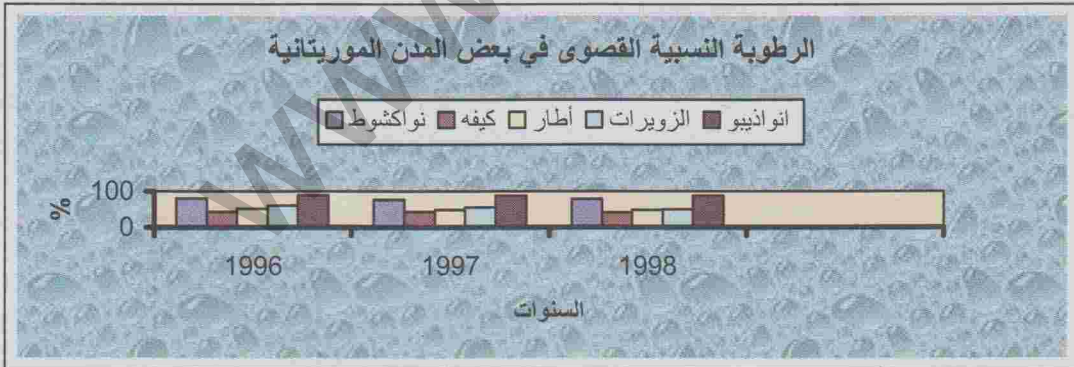 الرطوبة النسبية القصوى في بعض المدن الموريتانية
نواكشوط كيفه أطار الزويرات انواذيبو
%
100
0
1996 1997 1998
السنوات